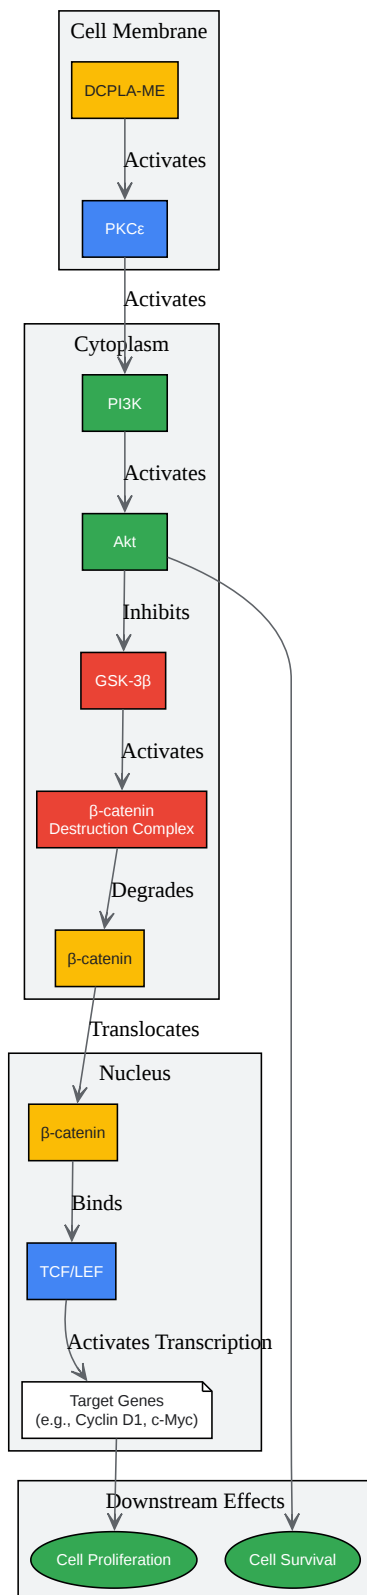 Cell Membrane
DCPLA-ME
Activates
PKCε
Activates
Cytoplasm
PI3K
Activates
Akt
Inhibits
GSK-3β
Activates
β-catenin
Destruction Complex
Degrades
β-catenin
Translocates
Nucleus
β-catenin
Binds
TCF/LEF
Activates Transcription
Target Genes
(e.g., Cyclin D1, c-Myc)
Downstream Effects
Cell Proliferation
Cell Survival